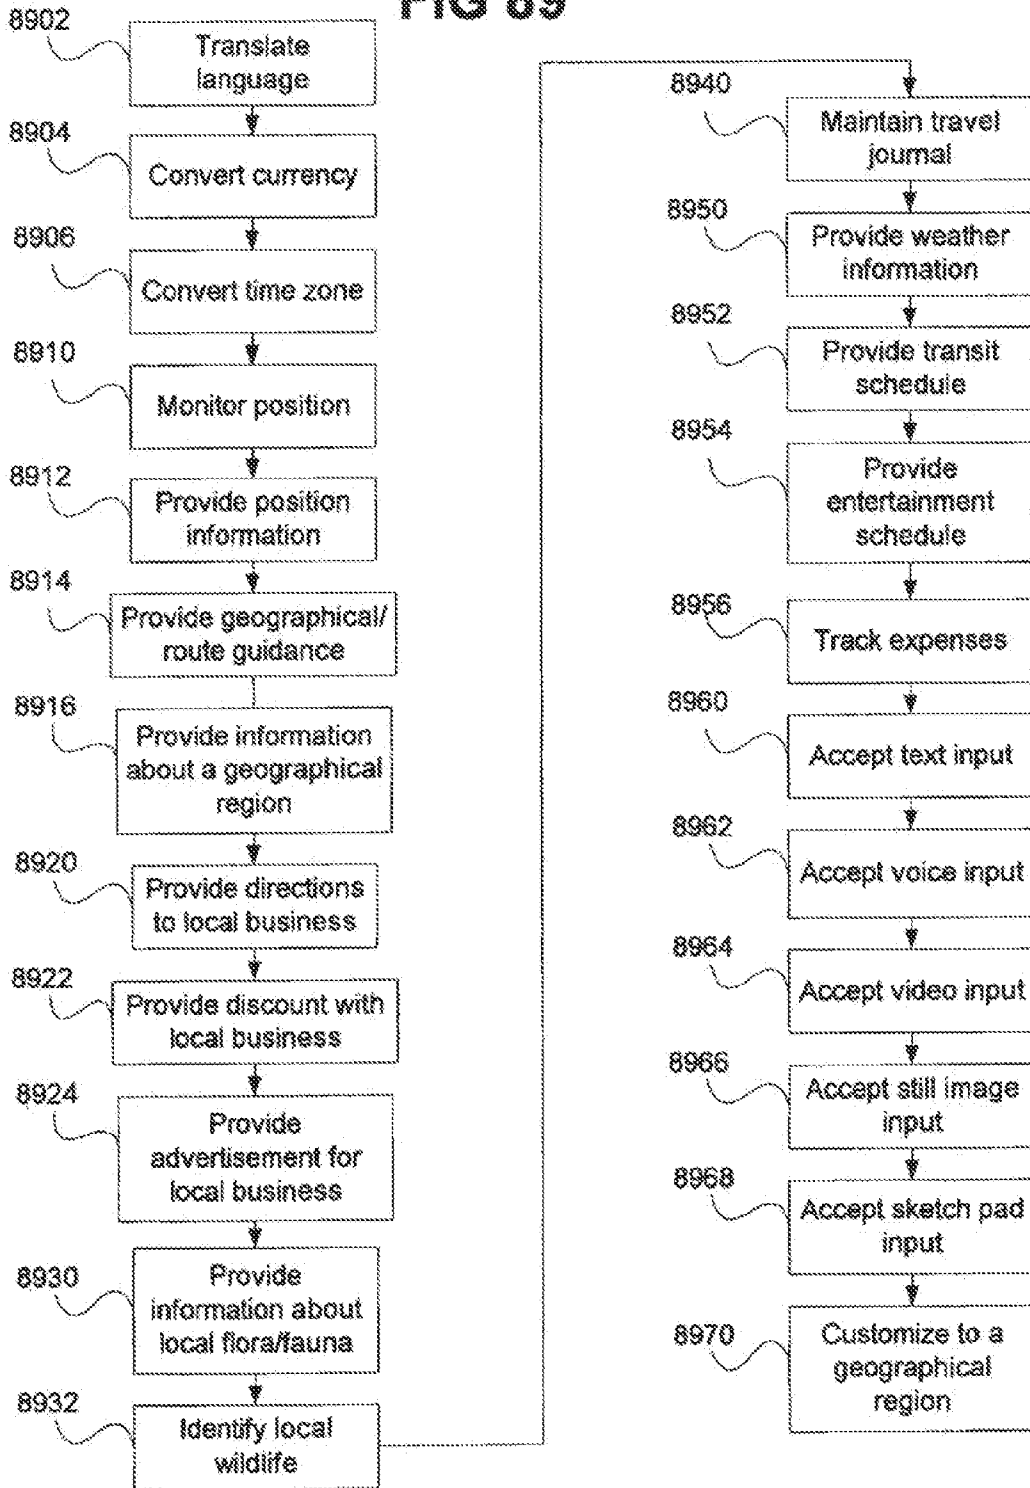 FIG 89
8902
Translate
language
8904
Convert currency
8906
Convert time zone
8910
Monitor position
8912
Provide position
information
8914
Provide geographical/
route guidance
8916
Provide information
about a geographical
region
8920
Provide directions
to local business
8922
Provide discount with
local business
8924
Provide
advertisement for
local business
8930
Provide
information about
local flora/fauna
8932
Identify local
wildlife
8940
Maintain travel
journal
8950
Provide weather
information
8952
Provide transit
schedule
8954
Provide
entertainment
schedule
8956
Track expenses
8960
Accept text input
8962
Accept voice input
8964
Accept video input
8966
Accept still image
input
8968
Accept sketch pad
input
8970
Customize to a
geographical
region